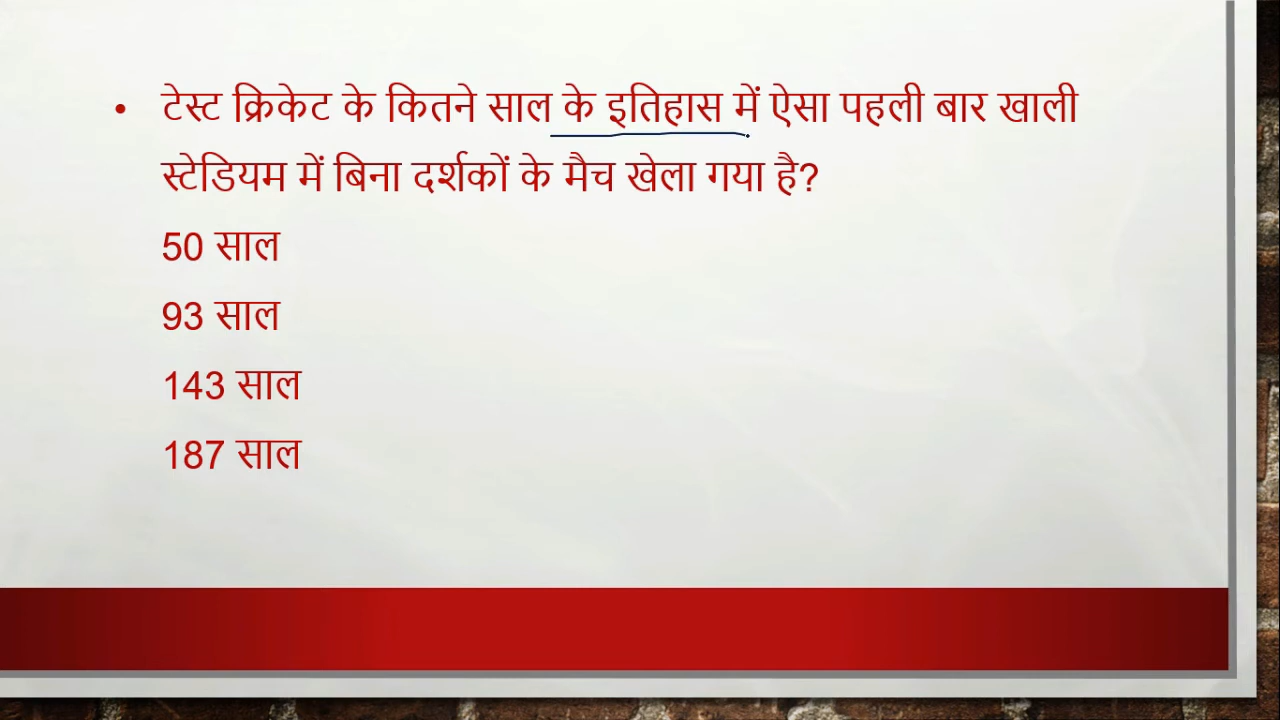 • टेस्ट क्रिकेट के कितने साल के इतिहास में ऐसा पहली बार खाली
स्टेडियम में बिना दर्शकों के मैच खेला गया है?
50 साल
93 साल
143 साल
187 साल